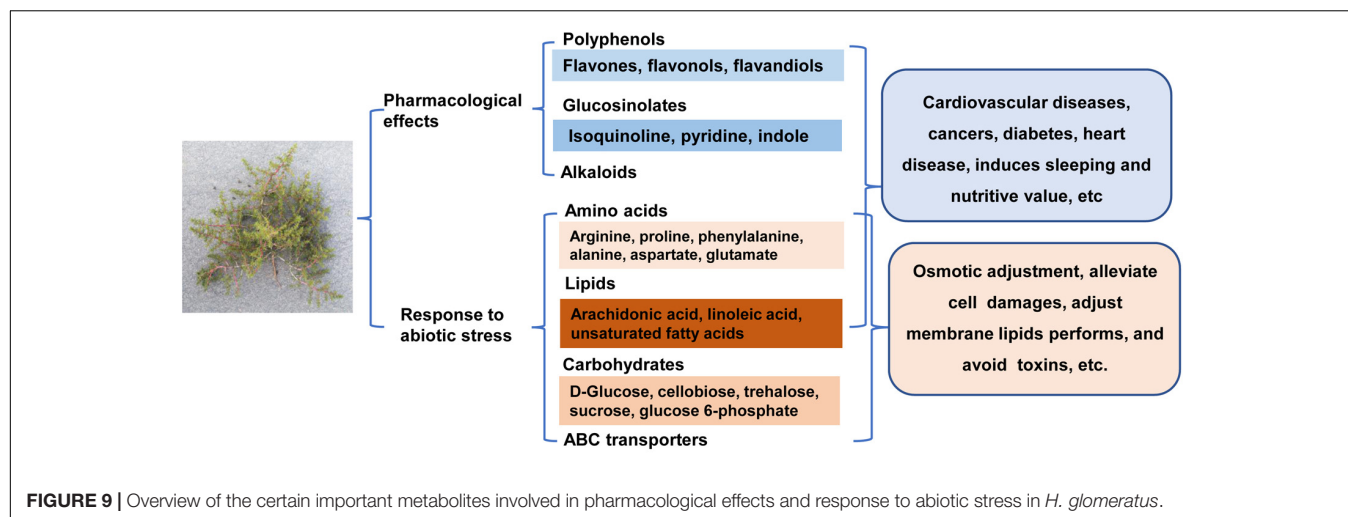 Pharmacological
effects
Response to
abiotic stress
Polyphenols
Flavones, flavonols, flavandiols
Glucosinolates
Isoquinoline, pyridine, indole
Alkaloids
Amino acids
Arginine, proline, phenylalanine,
alanine, aspartate, glutamate
Lipids
Arachidonic acid, linoleic acid,
unsaturated fatty acids
Carbohydrates
D-Glucose, cellobiose, trehalose,
sucrose, glucose 6-phosphate
ABC transporters
Cardiovascular diseases,
cancers, diabetes, heart
disease, induces sleeping and
nutritive value, etc
Osmotic adjustment, alleviate
cell damages, adjust
membrane lipids performs, and
avoid toxins, etc.
FIGURE 9 | Overview of the certain important metabolites involved in pharmacological effects and response to abiotic stress in H. glomeratus.